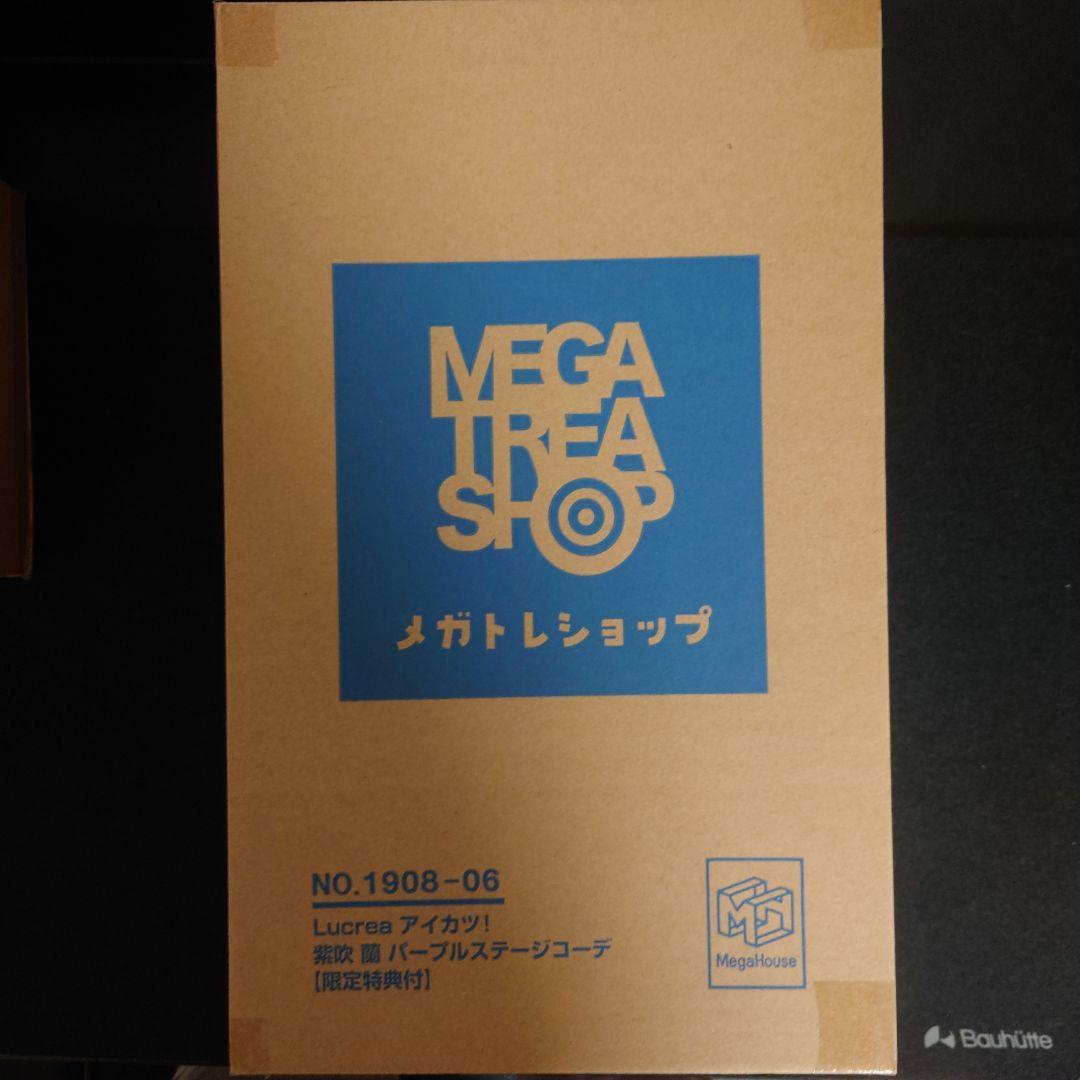 MEGA
TREA
SHOP
メガトレショップ
NO.1908-06
Lucrea アイカツ!
紫吹 蘭 パープルステージコーデ
【限定特典付】
MH
MegaHouse
Bauhütte